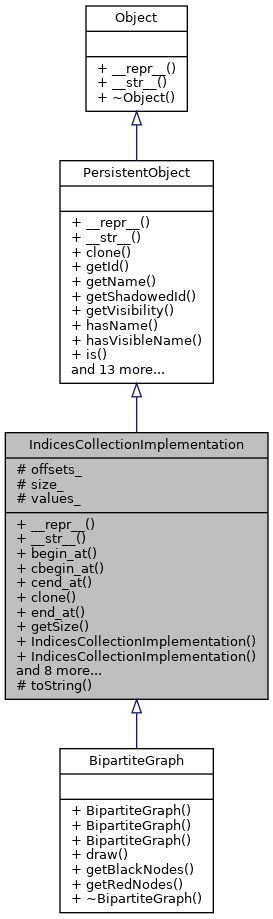 Object
+ __repr__()
+ __str__()
+ ~Object()
PersistentObject
+ __repr__()
+ __str__()
+ clone()
+ getId()
+ getName()
+ getShadowedId()
+ getVisibility()
+ hasName()
+ hasVisibleName()
+ is()
and 13 more...
IndicesCollectionImplementation
# offsets_
# size_
# values_
+ __repr__()
+ __str__()
+ begin_at()
+ cbegin_at()
+ cend_at()
+ clone()
+ end_at()
+ getSize()
+ IndicesCollectionImplementation()
+ IndicesCollectionImplementation()
and 8 more...
# toString()
BipartiteGraph
+ BipartiteGraph()
+ BipartiteGraph()
+ BipartiteGraph()
+ draw()
+ getBlackNodes()
+ getRedNodes()
+ ~BipartiteGraph()